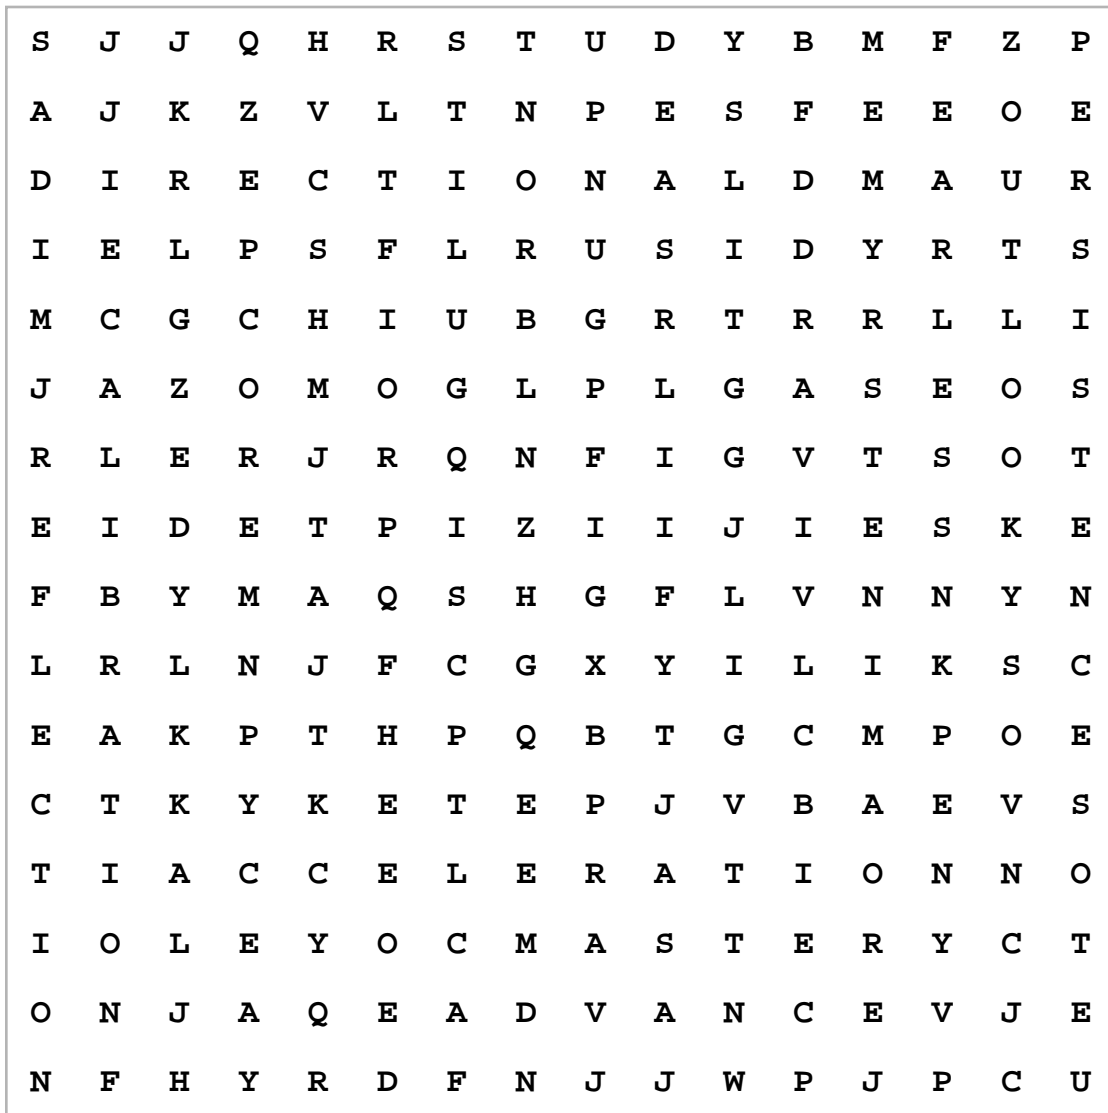 S J J Q H R S T U D Y B M F Z P
A J K Z V L T N P E S F E E O E
D I R E C T I O N A L D M A U R
I E L P S F L R U S I D Y R T S
M C G C H I U B G R T R R L L I
J A Z O M O G L P L G A S E O S
R L E R J R Q N F I G V T S O T
E I D E T P I Z I I J I E S K E
F B Y M A Q S H G F L V N N Y N
L R L N J F C G X Y I L I K S C
E A K P T H P Q B T G C M P O E
C T K Y K E T E P J V B A E V S
T I A C C E L E R A T I O N N O
I O L E Y O C M A S T E R Y C T
O N J A Q E A D V A N C E V J E
N F H Y R D F N J J W P J P C U